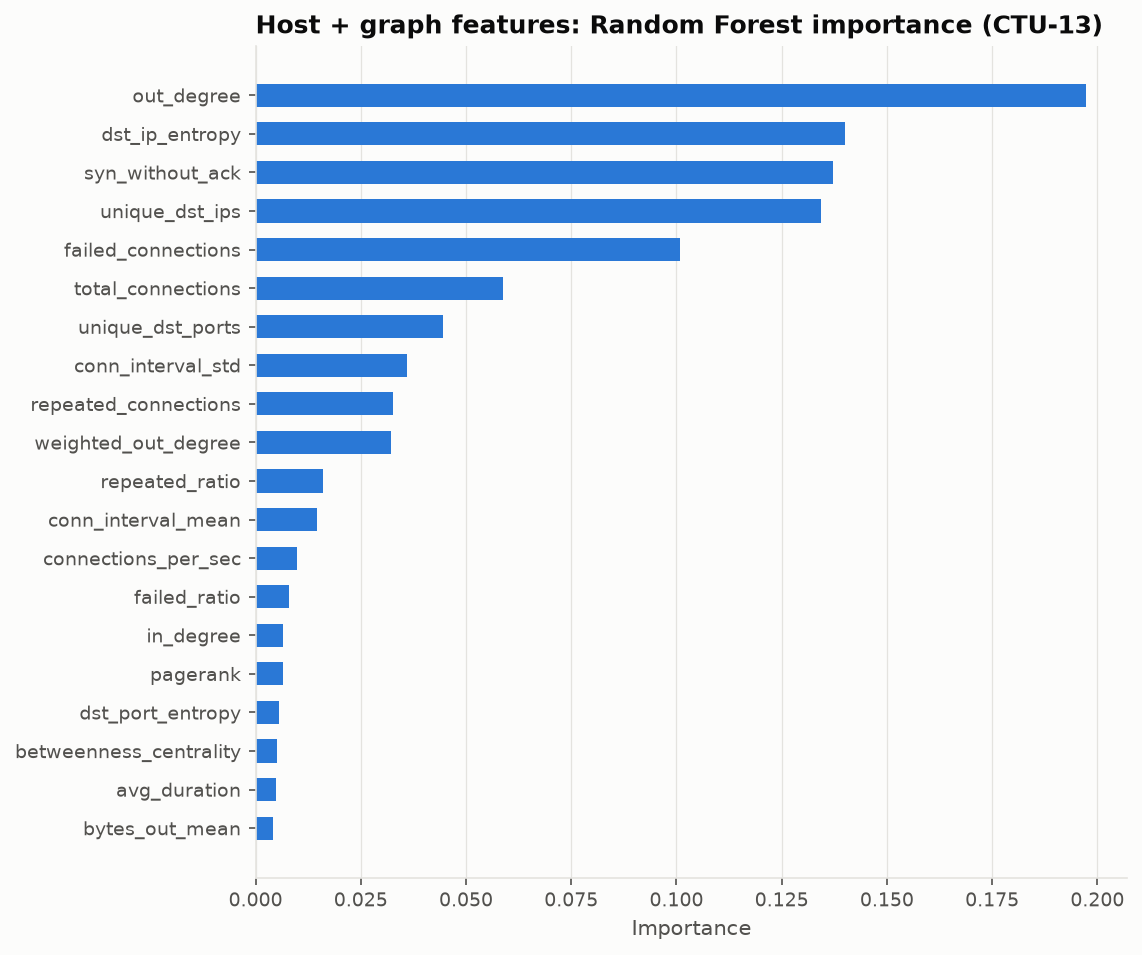 Host + graph features: Random Forest importance (CTU-13)
out_degree
dst_ip_entropy
syn_without_ack
unique_dst_ips
failed_connections
total_connections
unique_dst_ports
conn_interval_std
repeated_connections
weighted_out_degree
repeated_ratio
conn_interval_mean
connections_per_sec
failed_ratio
in_degree
pagerank
dst_port_entropy
betweenness_centrality
avg_duration
bytes_out_mean
0.000 0.025 0.050 0.075 0.100 0.125 0.150 0.175 0.200
Importance